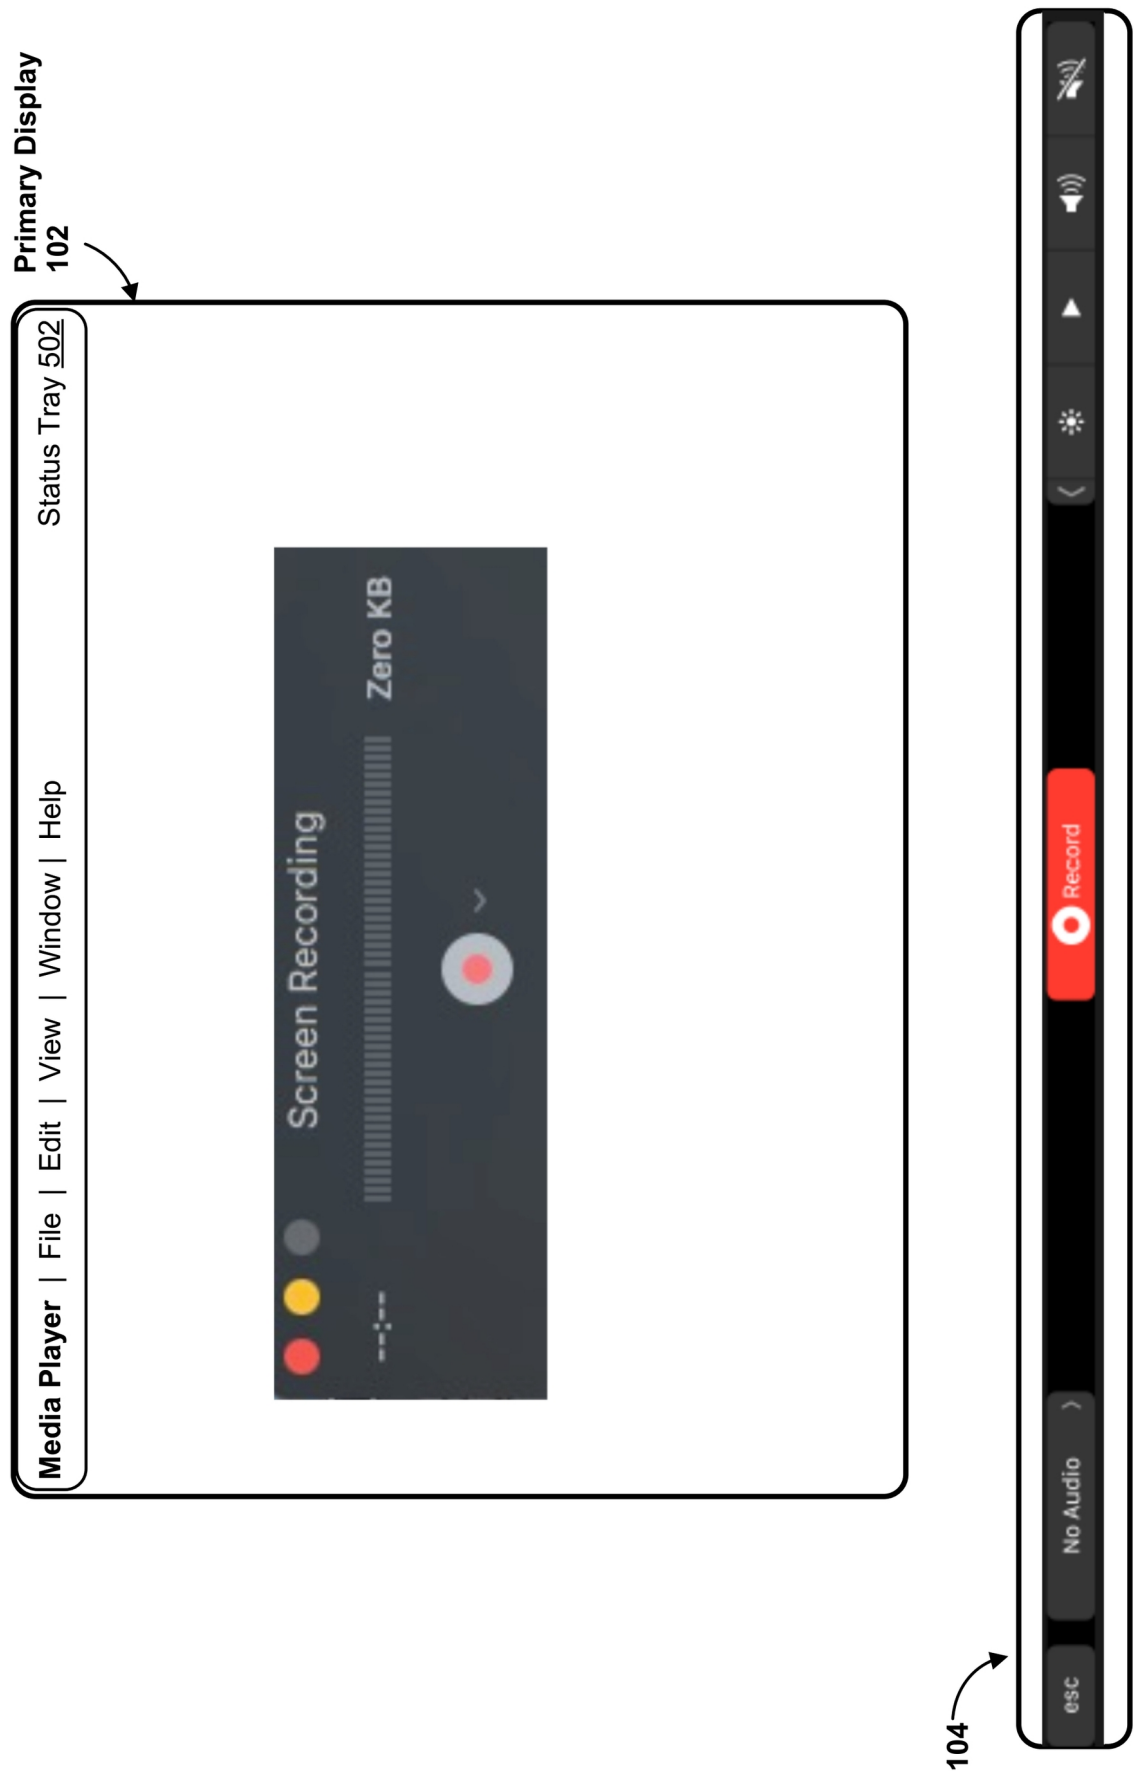 Primary Display
102
Media Player | File | Edit | View | Window | Help
Status Tray 502
Screen Recording
--:-- Zero KB
104
esc
No Audio
Record